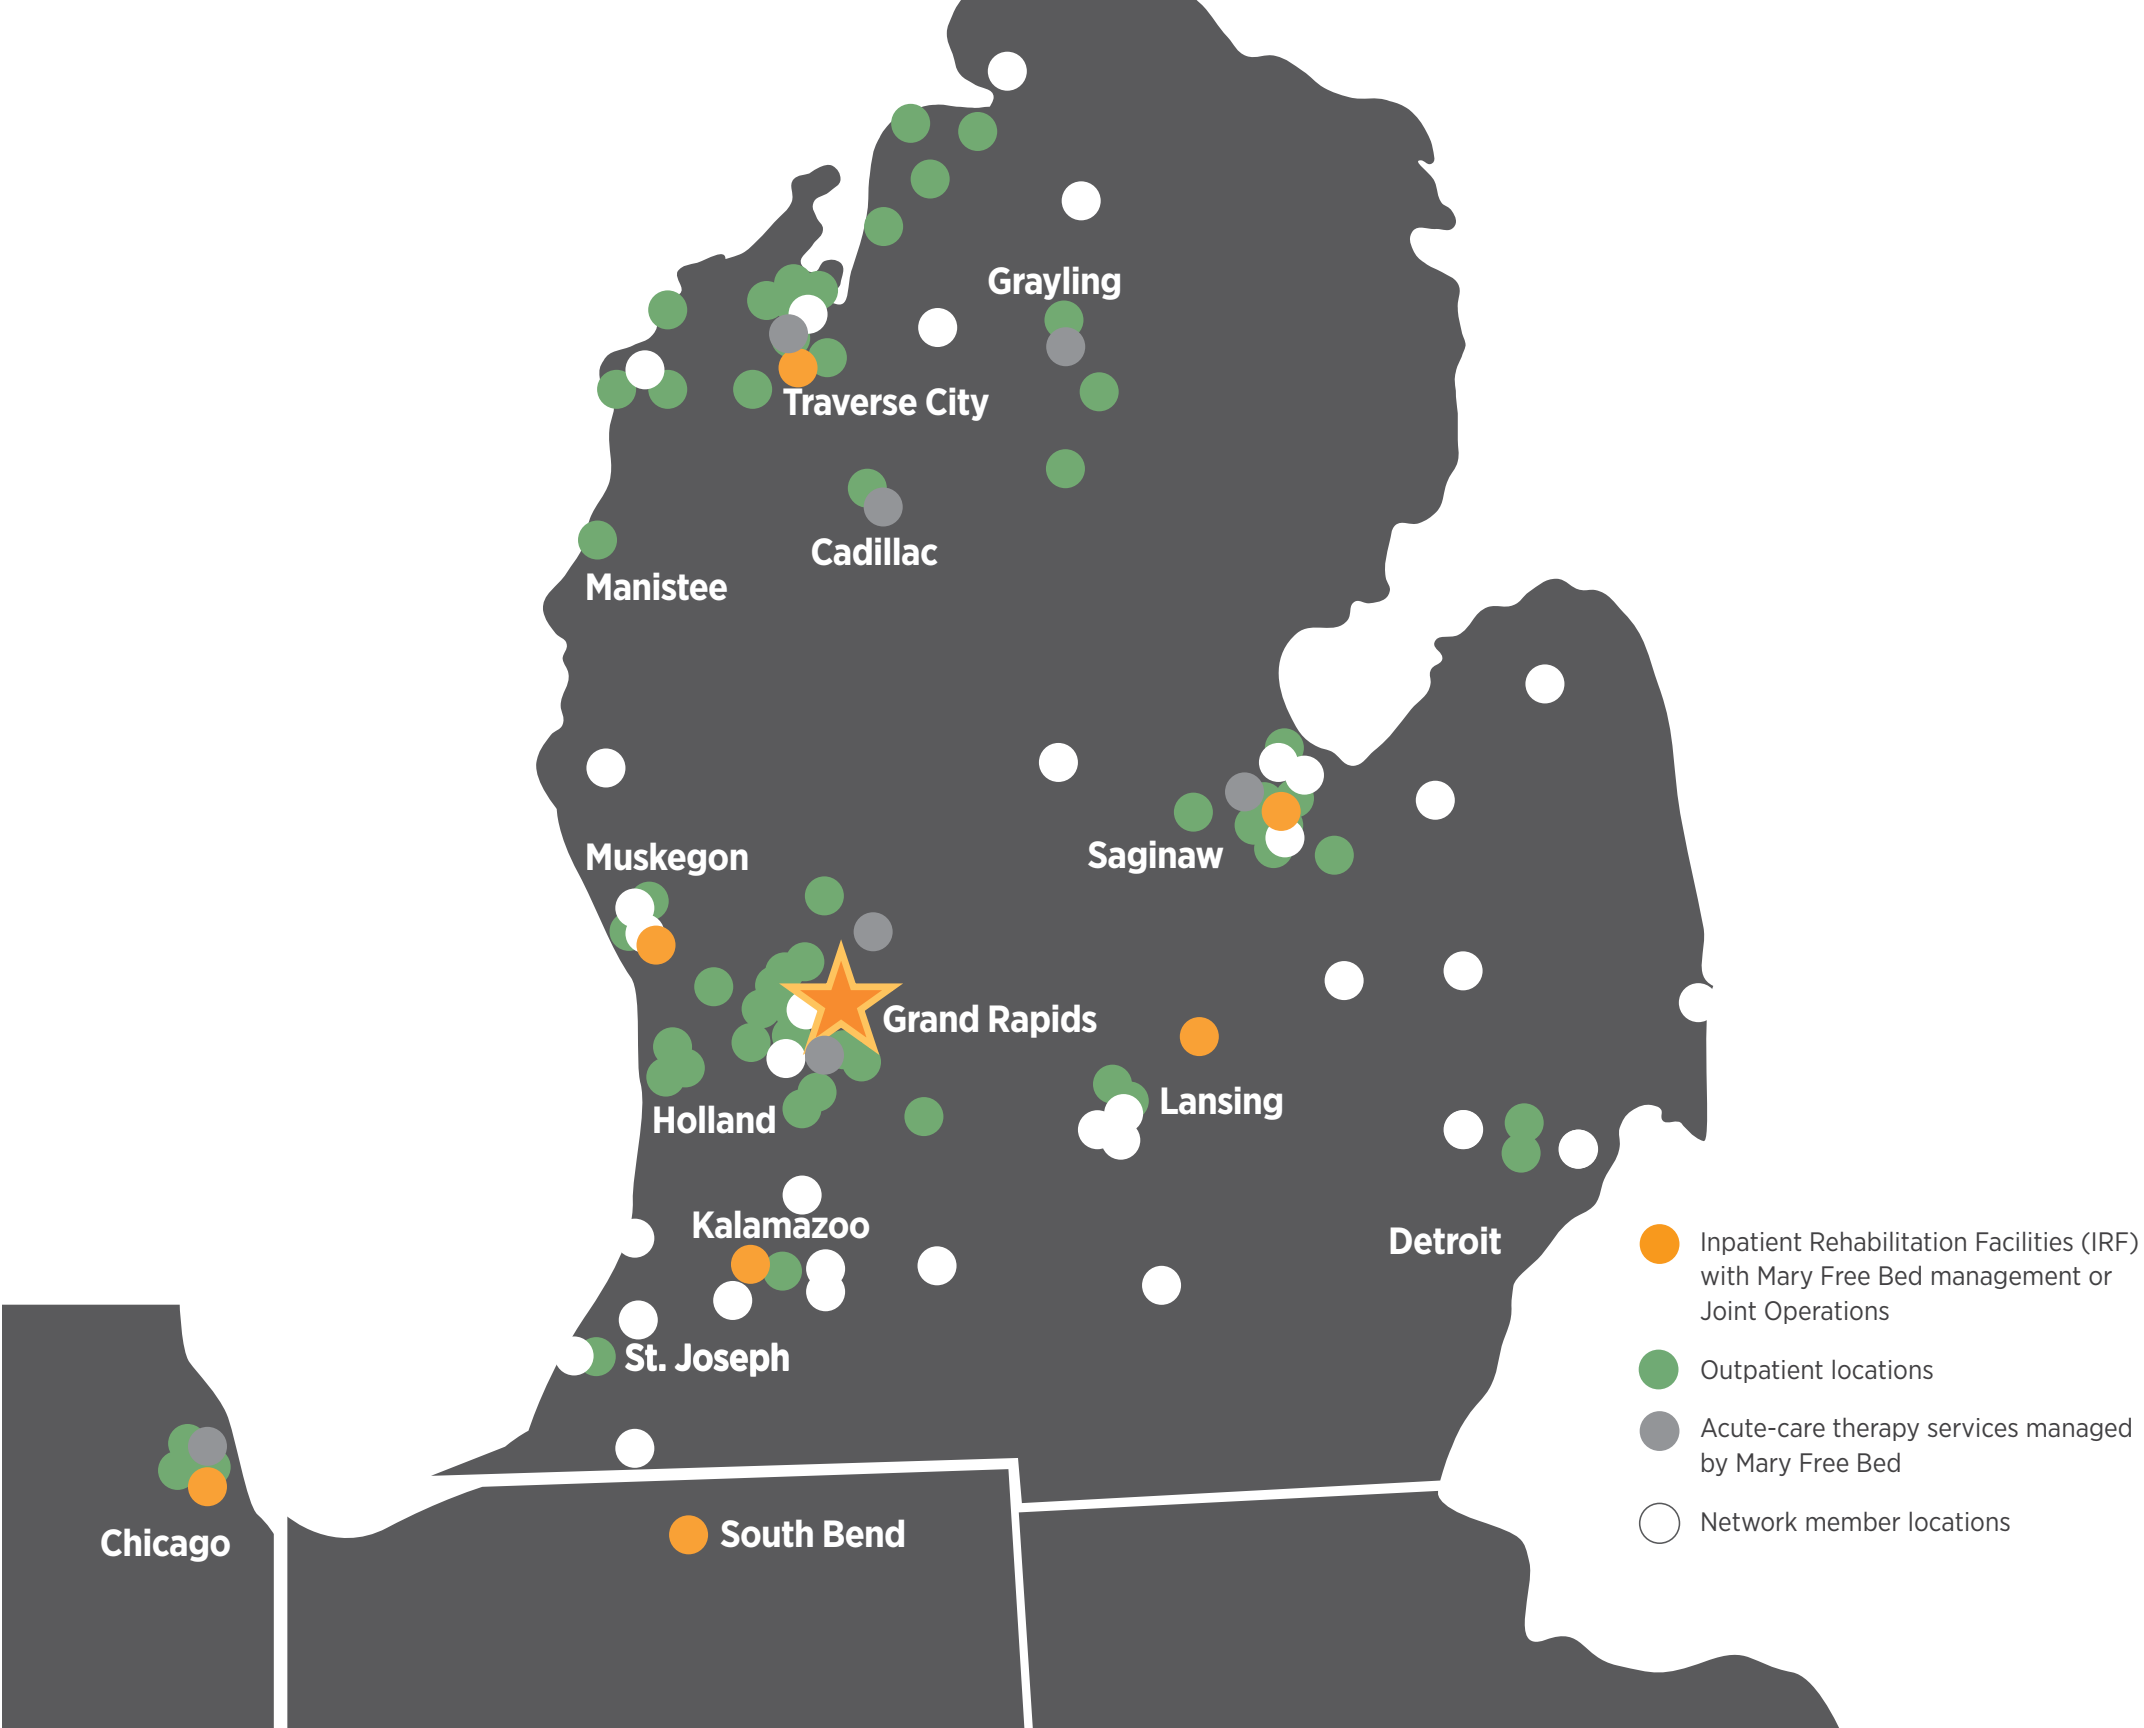 Grayling
Traverse City
Cadillac
Manistee
Muskegon
Saginaw
Grand Rapids
Lansing
Holland
Kalamazoo
Detroit
St. Joseph
South Bend
Chicago
Inpatient Rehabilitation Facilities (IRF)
with Mary Free Bed management or
Joint Operations
Outpatient locations
Acute-care therapy services managed
by Mary Free Bed
Network member locations